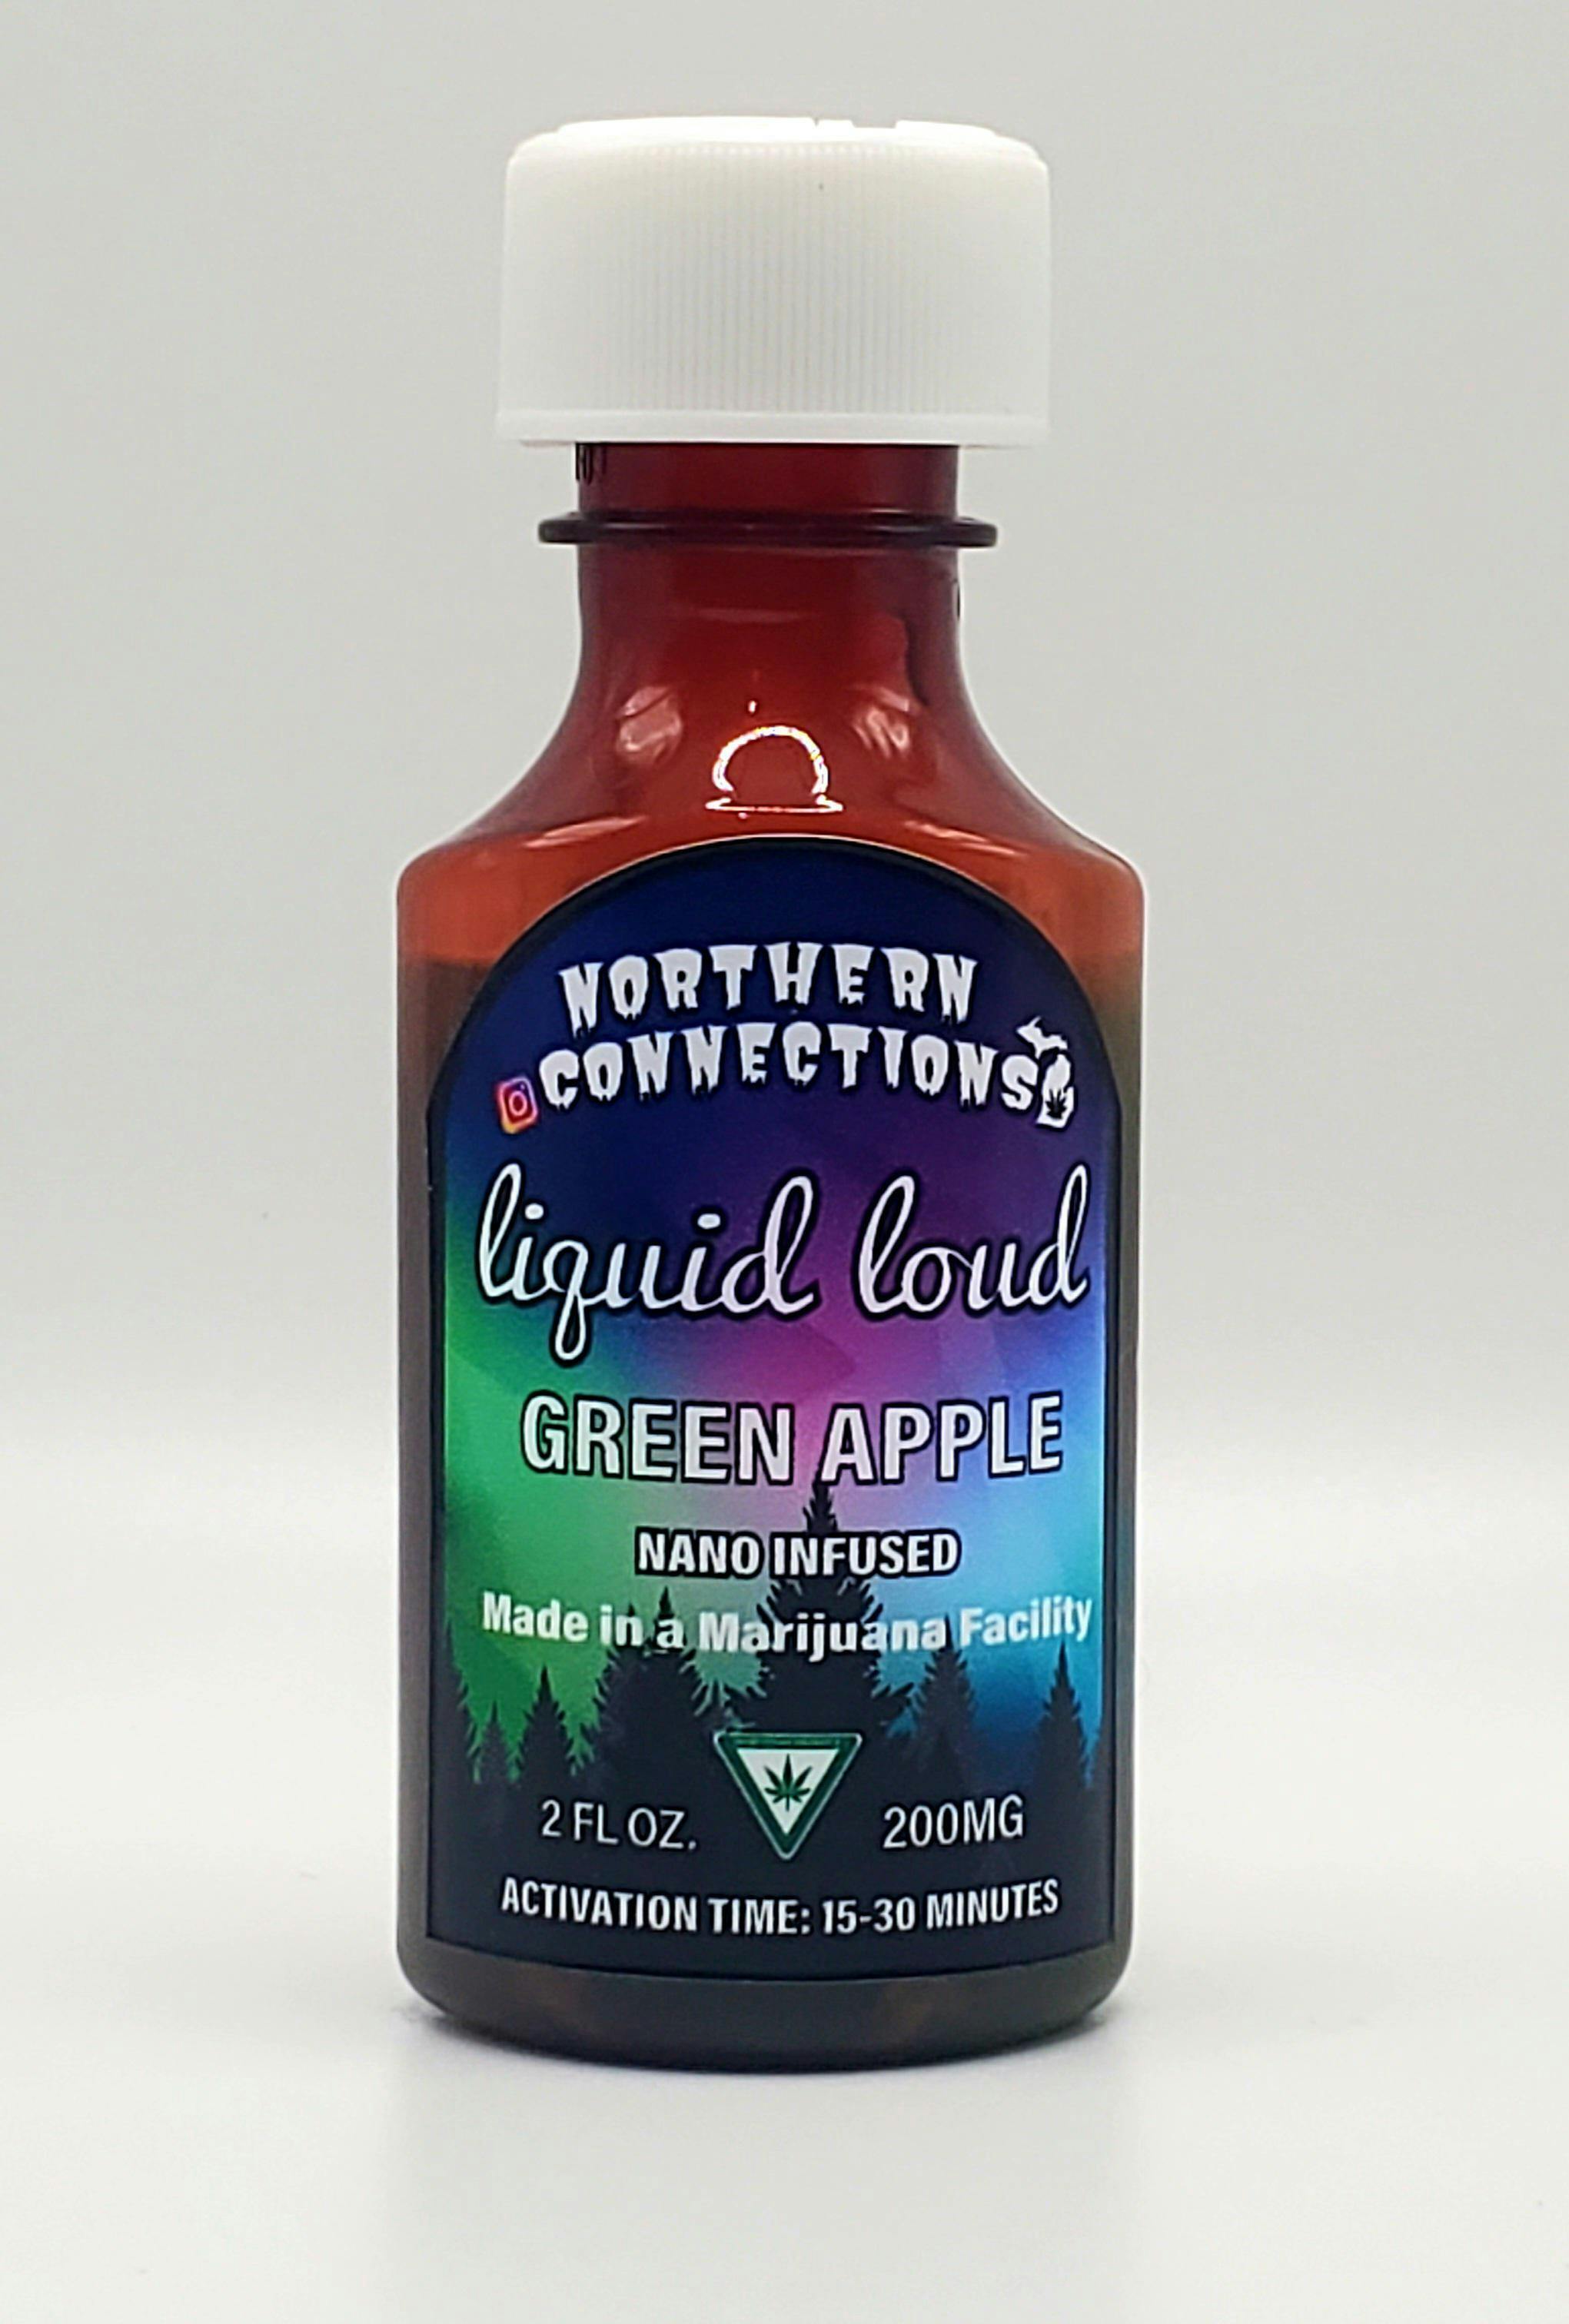 NORTHERN
CONNECTIONS
liquid loud
GREEN APPLE
NANO INFUSED
Made in a Marijuana Facility
2 FL OZ. 200MG
ACTIVATION TIME: 15-30 MINUTES